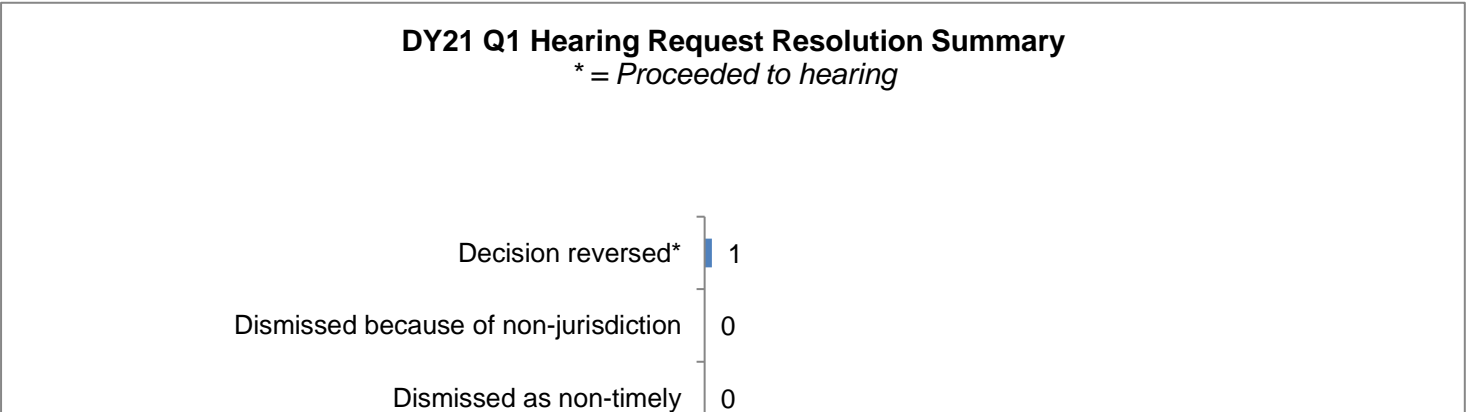 DY21 Q1 Hearing Request Resolution Summary
* = Proceeded to hearing
Decision reversed* 1
Dismissed because of non-jurisdiction 0
Dismissed as non-timely 0